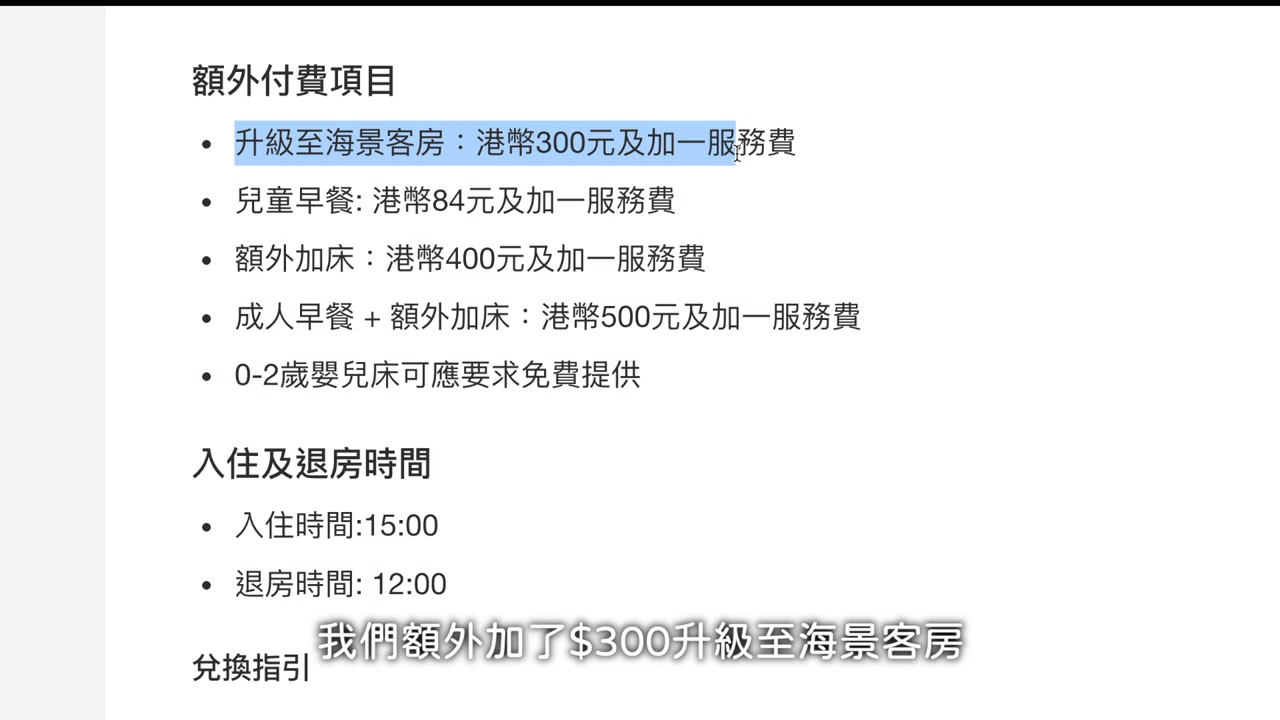 額外付費項目
升級至海景客房：港幣300元及加一服務費
兒童早餐: 港幣84元及加一服務費
額外加床：港幣400元及加一服務費
成人早餐 + 額外加床：港幣500元及加一服務費
0-2歲嬰兒床可應要求免費提供
入住及退房時間
入住時間:15:00
退房時間: 12:00
我們額外加了$300升級至海景客房
兌換指引